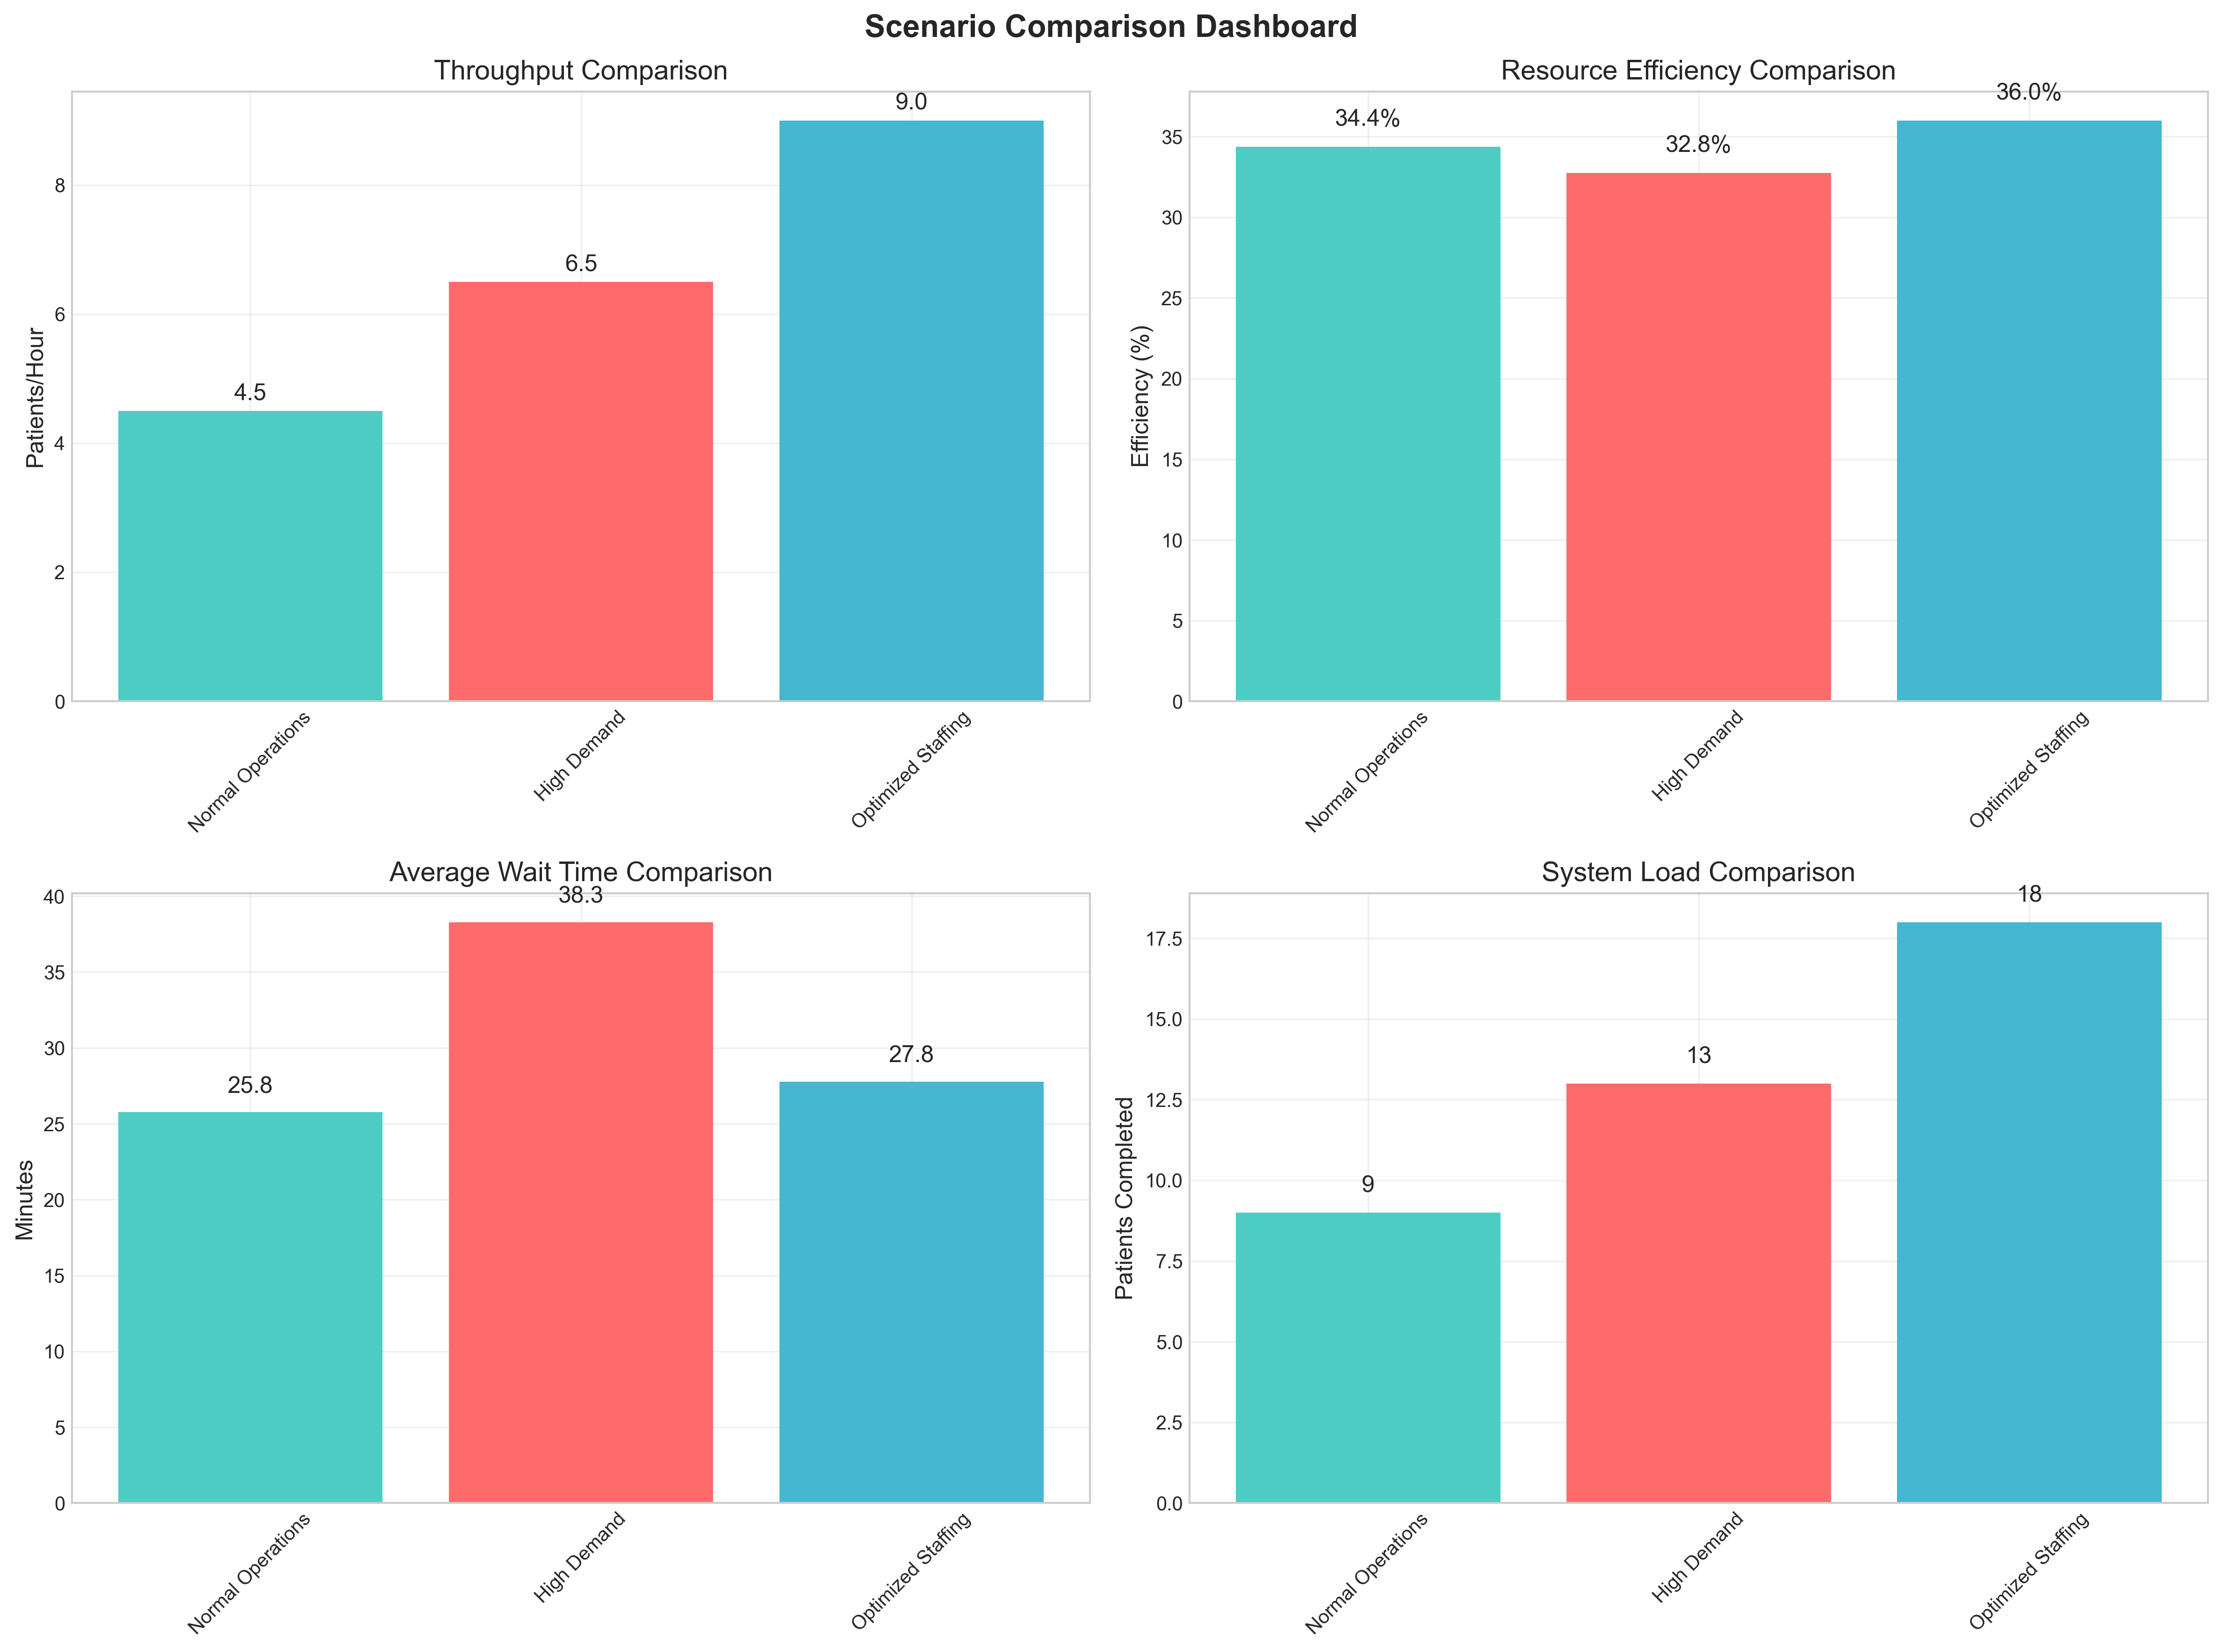 Scenario Comparison Dashboard
Throughput Comparison
Patients/Hour
8
6
4
2
0
4.5
6.5
9.0
Normal Operations
High Demand
Optimized Staffing
Resource Efficiency Comparison
Efficiency (%)
35
30
25
20
15
10
5
0
34.4%
32.8%
36.0%
Normal Operations
High Demand
Optimized Staffing
Average Wait Time Comparison
Minutes
40
35
30
25
20
15
10
5
0
25.8
38.3
27.8
Normal Operations
High Demand
Optimized Staffing
System Load Comparison
Patients Completed
17.5
15.0
12.5
10.0
7.5
5.0
2.5
0.0
9
13
18
Normal Operations
High Demand
Optimized Staffing